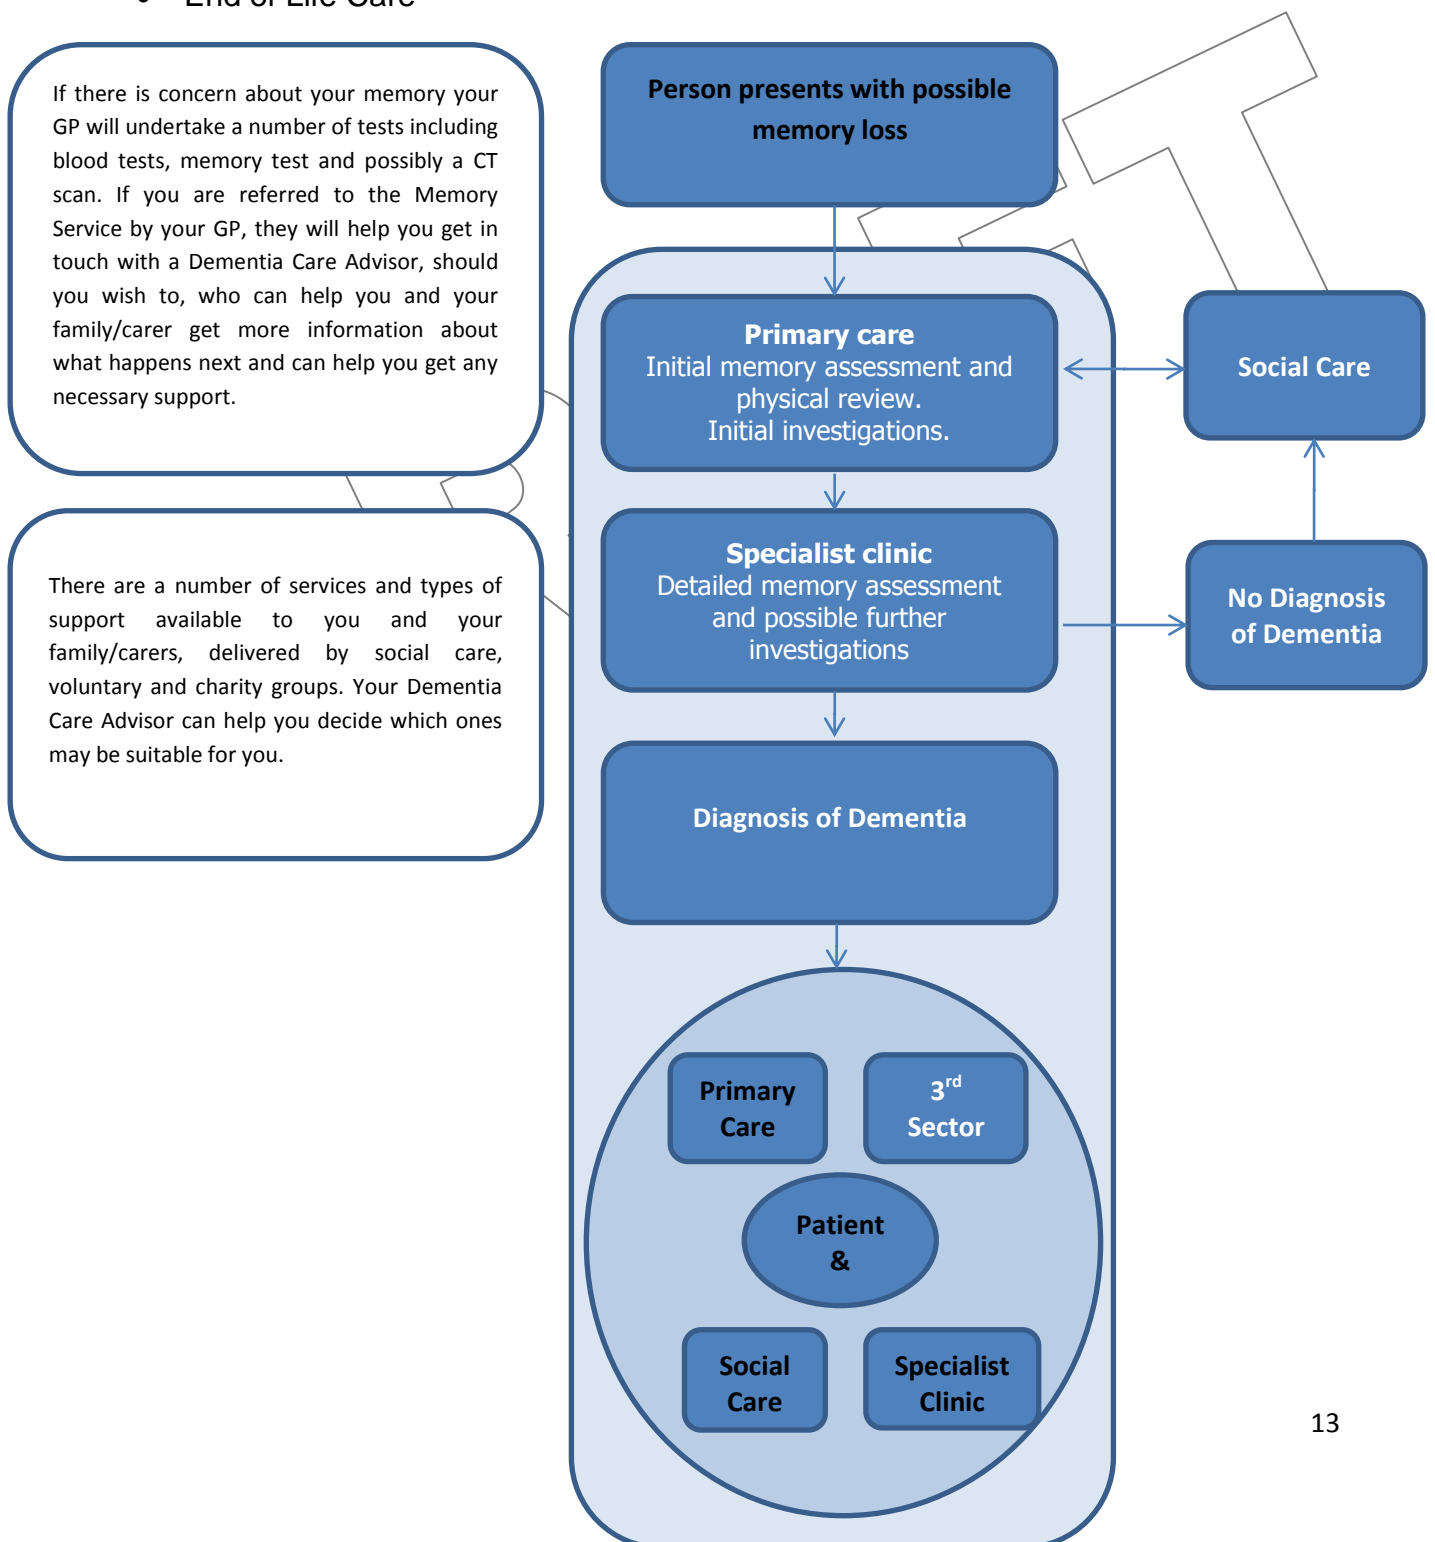 • End of Life Care
If there is concern about your memory your
GP will undertake a number of tests including
blood tests, memory test and possibly a CT
scan. If you are referred to the Memory
Service by your GP, they will help you get in
touch with a Dementia Care Advisor, should
you wish to, who can help you and your
family/carer get more information about
what happens next and can help you get any
necessary support.
There are a number of services and types of
support available to you and your
family/carers, delivered by social care,
voluntary and charity groups. Your Dementia
Care Advisor can help you decide which ones
may be suitable for you.
Person presents with possible
memory loss
Primary care
Initial memory assessment and
physical review.
Initial investigations.
Social Care
Specialist clinic
Detailed memory assessment
and possible further
investigations
No Diagnosis
of Dementia
Diagnosis of Dementia
Primary
Care
3rd
Sector
Patient
&
Social
Care
Specialist
Clinic
13